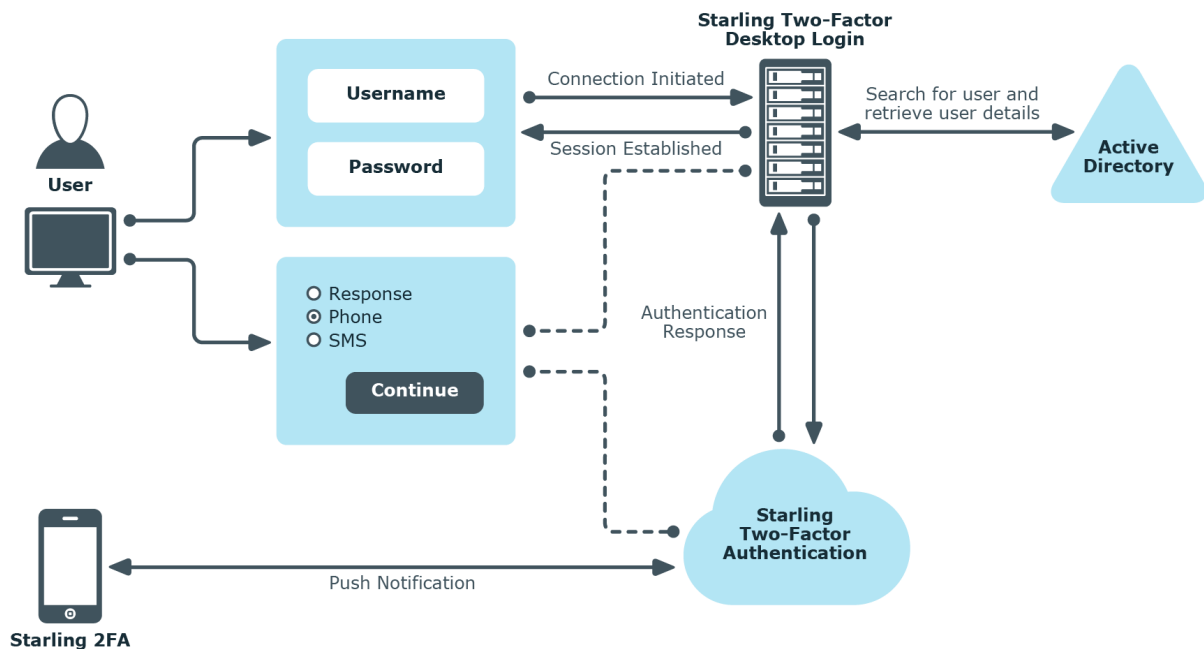 Starling Two-Factor
Desktop Login
Username
Connection Initiated
Search for user and
retrieve user details
Session Established
Password
Active
Directory
User
Response
Phone
SMS
Authentication
Response
Continue
Starling
Two-Factor
Authentication
Push Notification
Starling 2FA